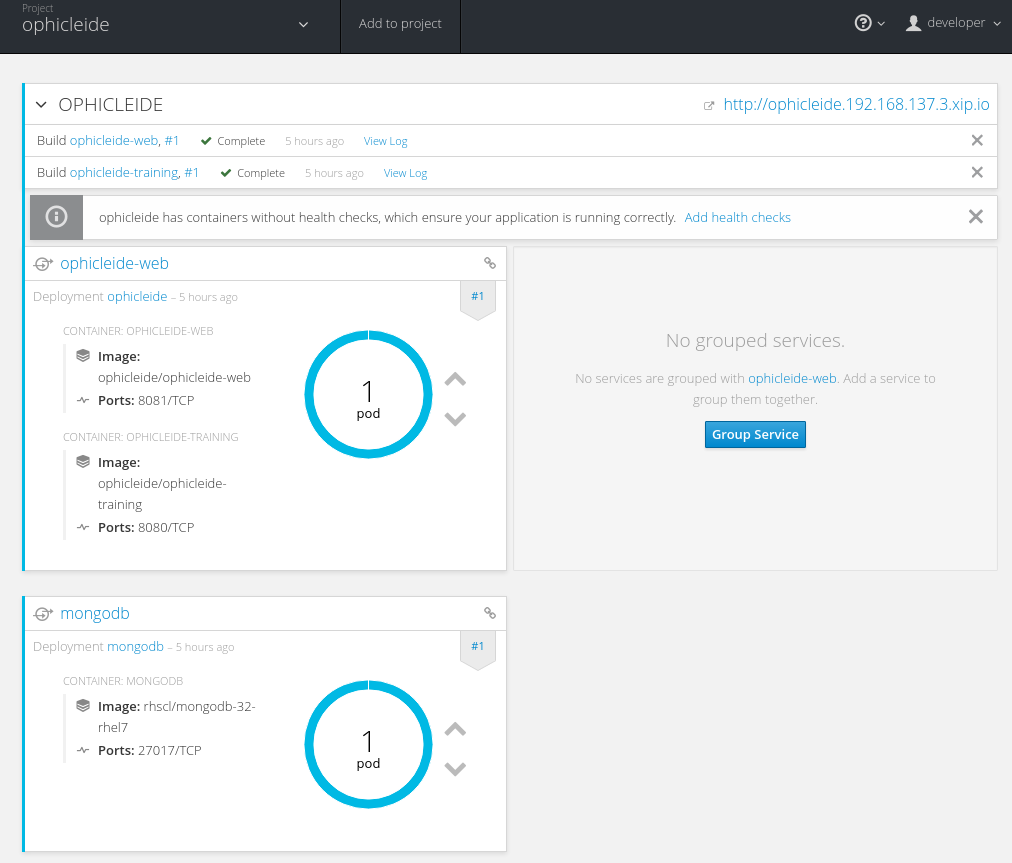 Project
ophicleide
Add to project
developer
OPHICLEIDE
http://ophicleide.192.168.137.3.xip.io
Build ophicleide-web, #1 Complete 5 hours ago View Log
Build ophicleide-training, #1 Complete 5 hours ago View Log
ophicleide has containers without health checks, which ensure your application is running correctly. Add health checks
ophicleide-web
Deployment ophicleide – 5 hours ago
#1
CONTAINER: OPHICLEIDE-WEB
Image:
ophicleide/ophicleide-web
Ports: 8081/TCP
CONTAINER: OPHICLEIDE-TRAINING
Image:
ophicleide/ophicleide-
training
Ports: 8080/TCP
1
pod
No grouped services.
No services are grouped with ophicleide-web. Add a service to
group them together.
Group Service
mongodb
Deployment mongodb – 5 hours ago
#1
CONTAINER: MONGODB
Image: rhscl/mongodb-32-
rhel7
Ports: 27017/TCP
1
pod